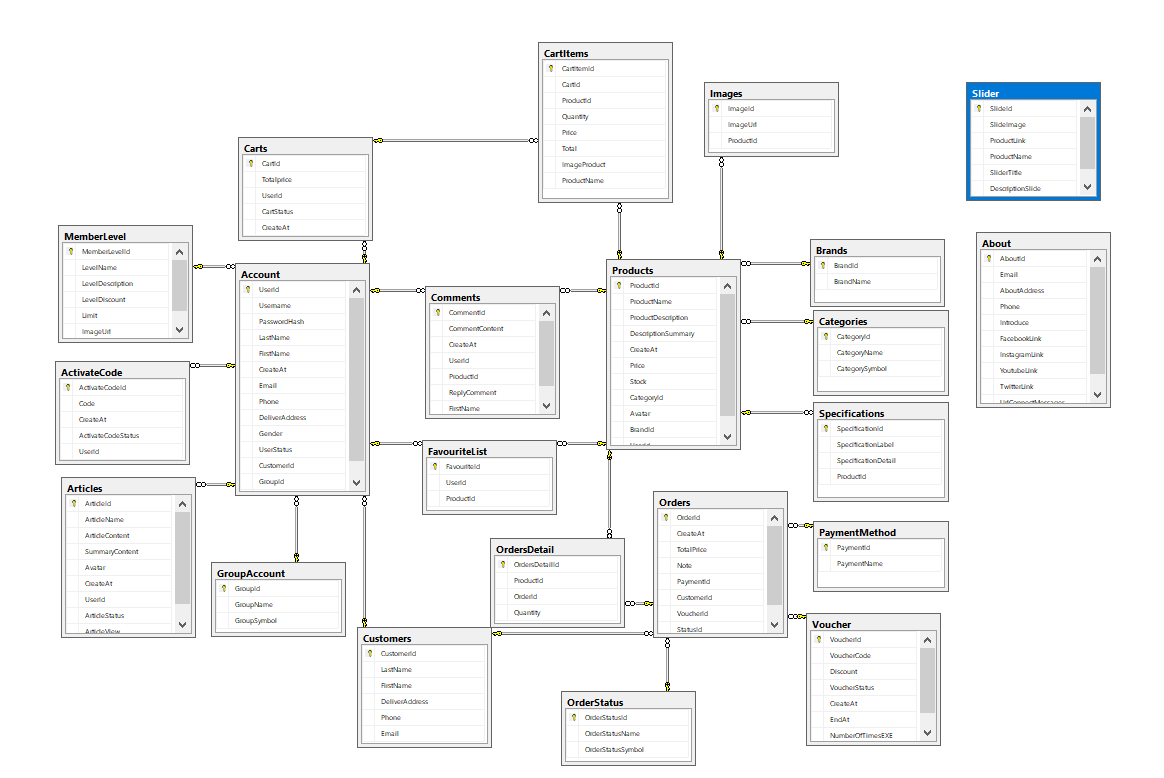 CartItems
CartItemId
CartId
ProductId
Quantity
Price
Total
ImageProduct
ProductName
Images
ImageId
ImageUrl
ProductId
Slider
SlideId
SlideImage
ProductLink
ProductName
SliderTitle
DescriptionSlide
Carts
CartId
Totalprice
UserId
CartStatus
CreateAt
MemberLevel
MemberLevelId
LevelName
LevelDescription
LevelDiscount
Limit
ImageUrl
Account
UserId
Username
PasswordHash
LastName
FirstName
CreateAt
Email
Phone
DeliverAddress
Gender
UserStatus
CustomerId
GroupId
Comments
CommentId
CommentContent
CreateAt
UserId
ProductId
ReplyComment
FirstName
Products
ProductId
ProductName
ProductDescription
DescriptionSummary
CreateAt
Price
Stock
CategoryId
Avatar
BrandId
UserId
Brands
BrandId
BrandName
About
AboutId
Email
AboutAddress
Phone
Introduce
FacebookLink
InstagramLink
YoutubeLink
TwitterLink
UrlConnectMessages
Categories
CategoryId
CategoryName
CategorySymbol
ActivateCode
ActivateCodeId
Code
CreateAt
ActivateCodeStatus
UserId
Specifications
SpecificationId
SpecificationLabel
SpecificationDetail
ProductId
FavouriteList
FavouriteId
UserId
ProductId
Articles
ArticleId
ArticleName
ArticleContent
SummaryContent
Avatar
CreateAt
UserId
ArticleStatus
ArticleView
Orders
OrderId
CreateAt
TotalPrice
Note
PaymentId
CustomerId
VoucherId
StatusId
PaymentMethod
PaymentId
PaymentName
OrdersDetail
OrdersDetailId
ProductId
OrderId
Quantity
GroupAccount
GroupId
GroupName
GroupSymbol
Voucher
VoucherId
VoucherCode
Discount
VoucherStatus
CreateAt
EndAt
NumberOfTimesEXE
Customers
CustomerId
LastName
FirstName
DeliverAddress
Phone
Email
OrderStatus
OrderStatusId
OrderStatusName
OrderStatusSymbol